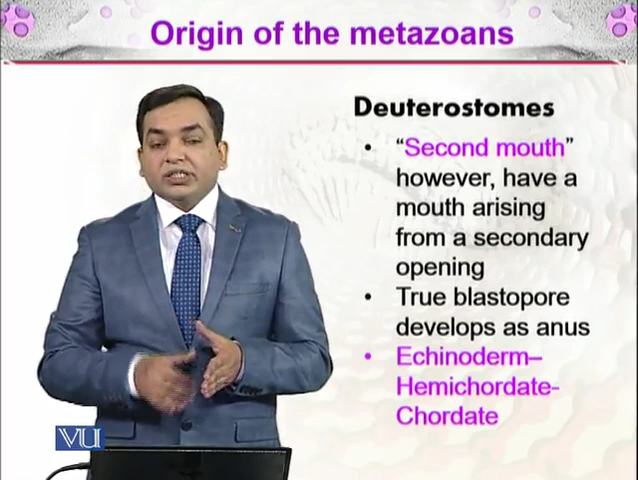 Origin of the metazoans
Deuterostomes
• “Second mouth”
however, have a
mouth arising
from a secondary
opening
• True blastopore
develops as anus
• Echinoderm–
Hemichordate-
Chordate
VU